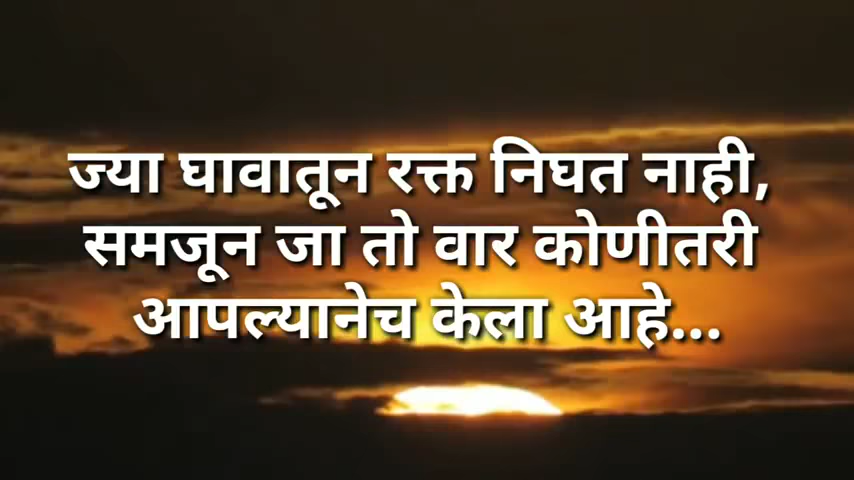 ज्या घावातून रक्त निघत नाही,
समजून जा तो वार कोणीतरी
आपल्यानेच केला आहे...